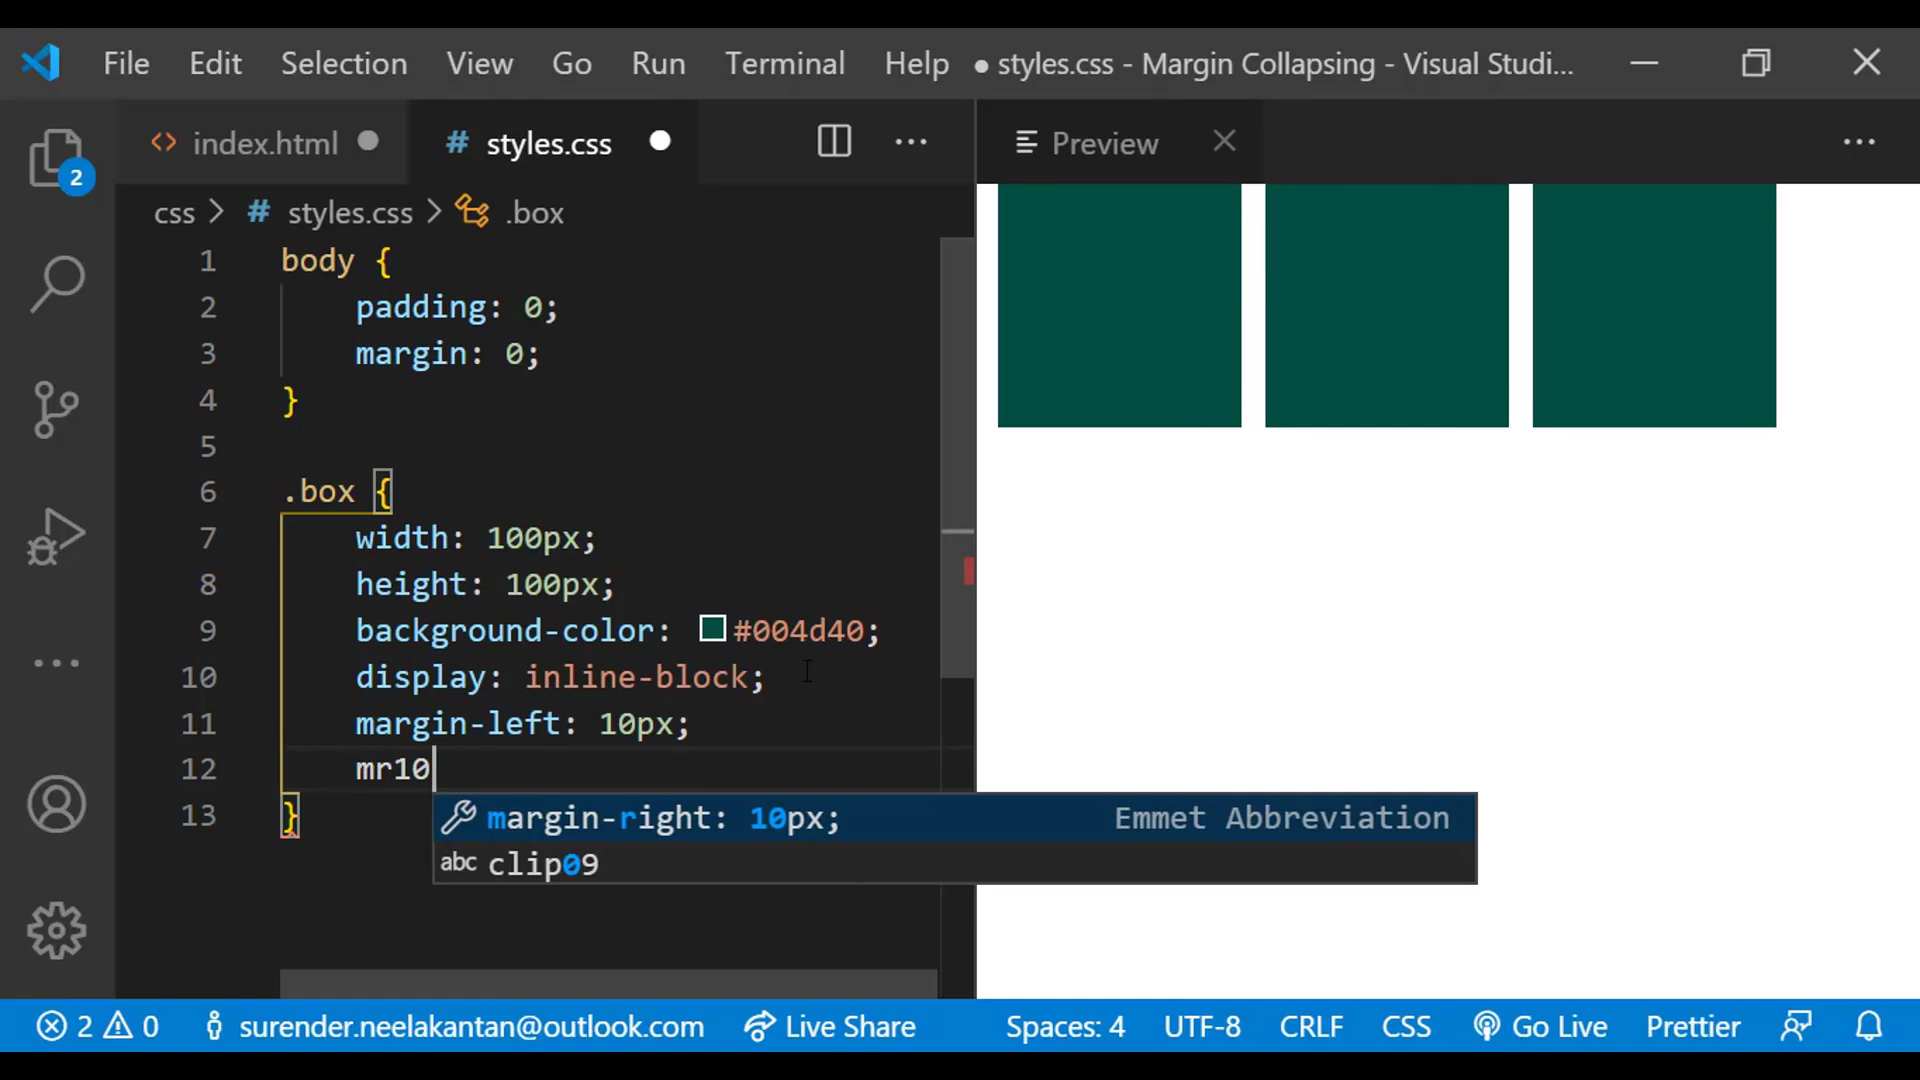 File Edit Selection View Go Run Terminal Help ● styles.css - Margin Collapsing - Visual Studi...
index.html # styles.css ...
Preview ...
2
css > # styles.css > .box
1 body {
2 padding: 0;
3 margin: 0;
4 }
5
6 .box {
7 width: 100px;
8 height: 100px;
9 background-color: #004d40;
10 display: inline-block;
11 margin-left: 10px;
12 mr10
13 }
margin-right: 10px; Emmet Abbreviation
abc clip09
2 0 surender.neelakantan@outlook.com Live Share Spaces: 4 UTF-8 CRLF CSS Go Live Prettier